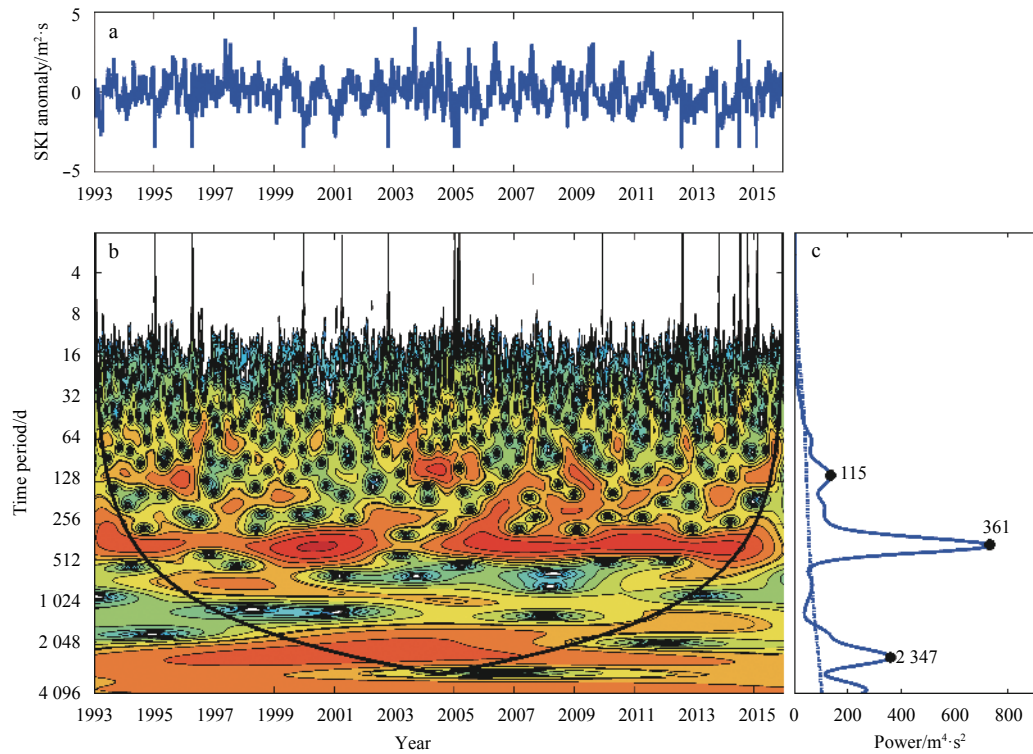 a
SKI anomaly/m²·s
5
0
−5
1993 1995 1997 1999 2001 2003 2005 2007 2009 2011 2013 2015
b
Time period/d
4
8
16
32
64
128
256
512
1 024
2 048
4 096
1993 1995 1997 1999 2001 2003 2005 2007 2009 2011 2013 2015
Year
c
115
361
2 347
0 200 400 600 800
Power/m⁴·s²